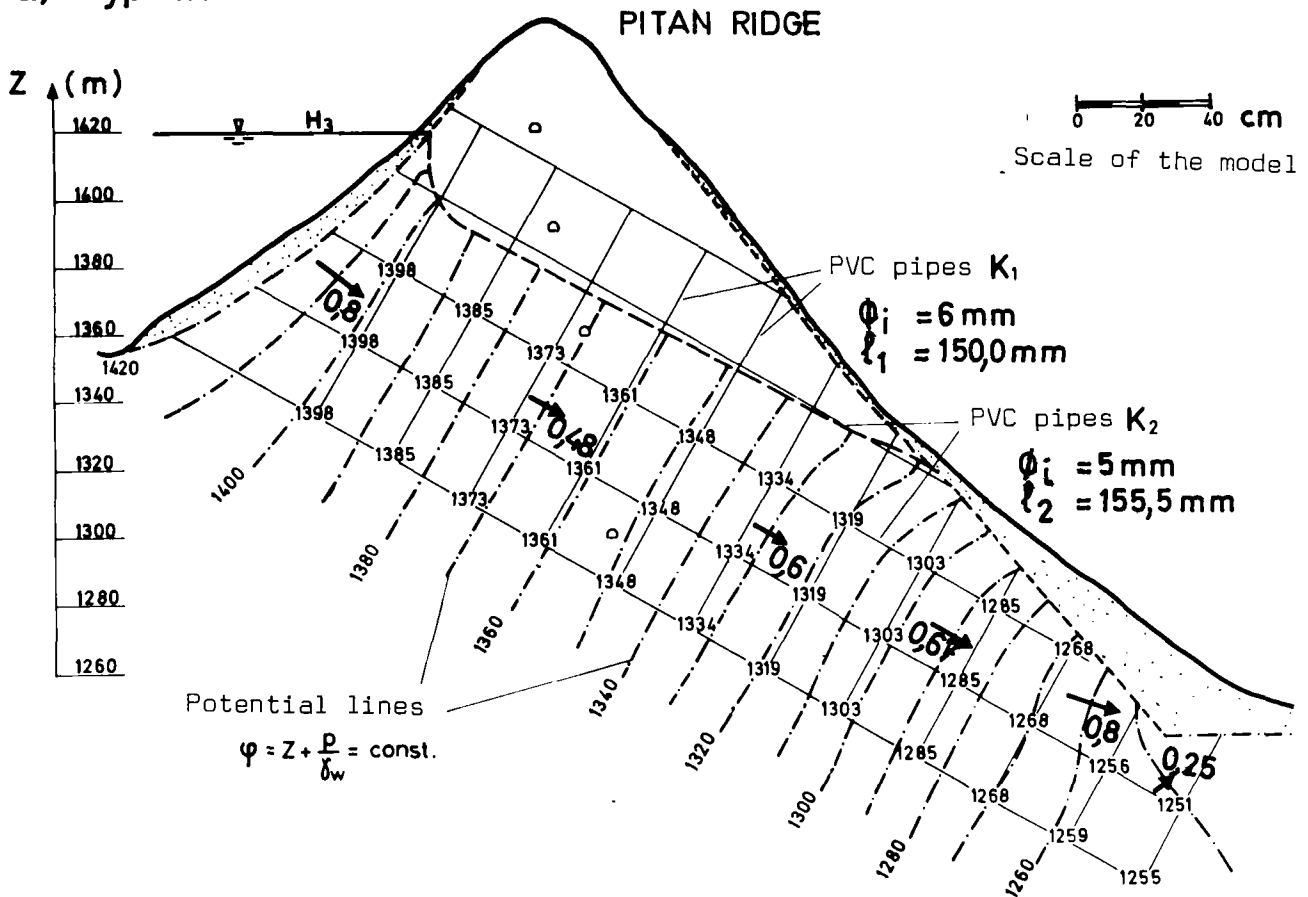 PITAN RIDGE
Z (m)
1420
1400
1380
1360
1340
1320
1300
1280
1260
H₃
0 20 40 cm
Scale of the model
PVC pipes K₁
ϕi = 6 mm
ℓ₁ = 150,0 mm
PVC pipes K₂
ϕi = 5 mm
ℓ₂ = 155,5 mm
1420
1398 1385 1373 1361 1348 1334 1319 1303 1285 1268
1398 1385 1373 1361 1348 1334 1319 1303 1285 1268 1256 1251
1398 1385 1373 1361 1348 1334 1319 1303 1285 1268 1259 1255
0,8
0,48
0,6
0,67
0,8
0,25
1400
1380
1360
1340
1320
1300
1280
1260
Potential lines
φ = Z + p/γw = const.